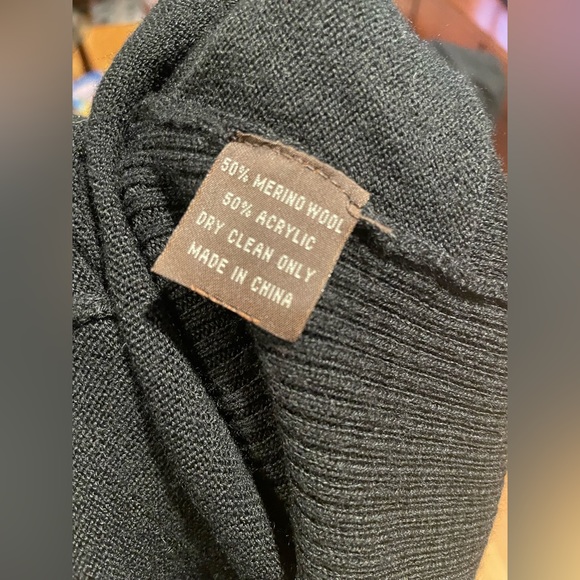 50% MERINO WOOL
50% ACRYLIC
DRY CLEAN ONLY
MADE IN CHINA